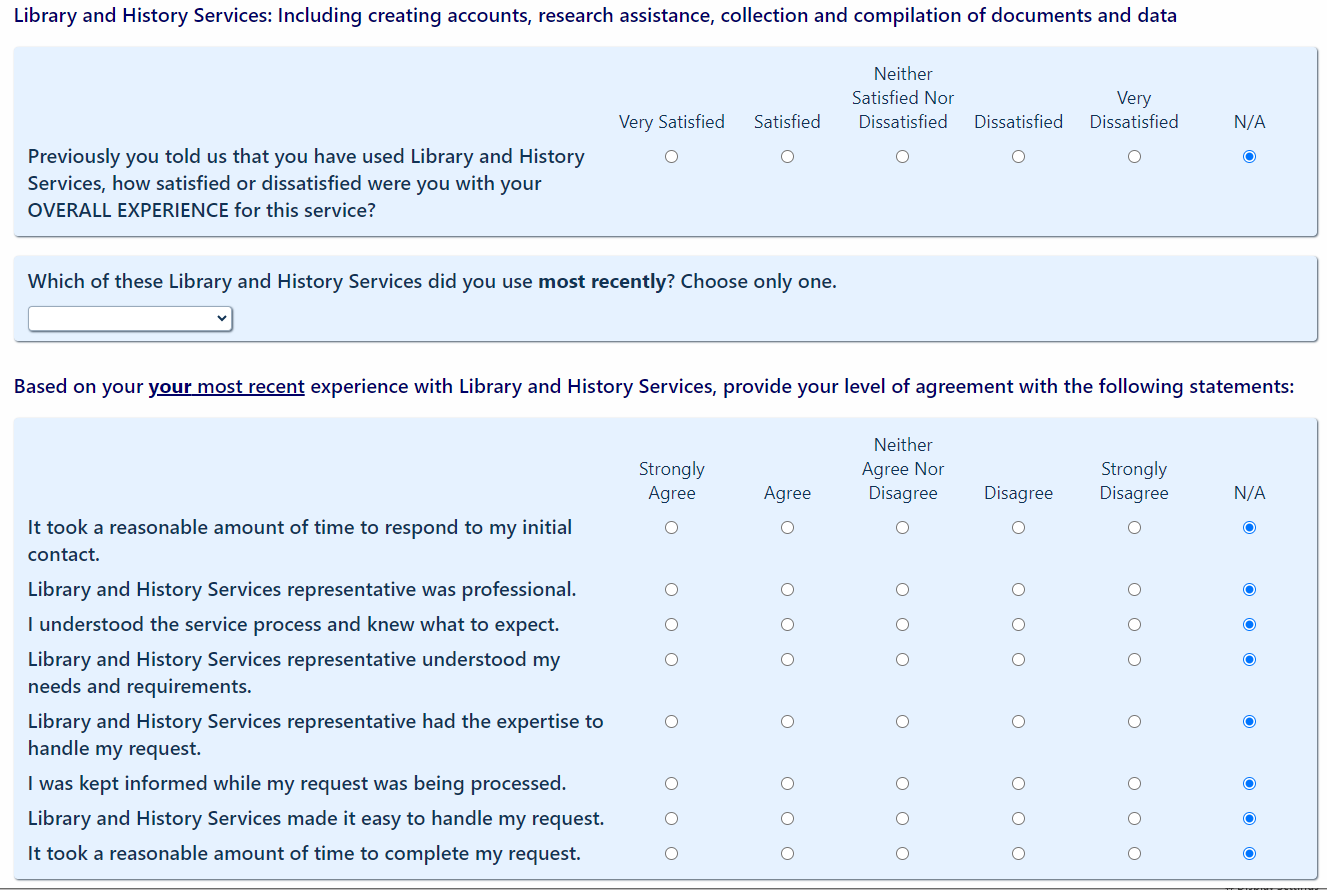 Library and History Services: Including creating accounts, research assistance, collection and compilation of documents and data
Neither
Satisfied Nor
Very
Very Satisfied Satisfied Dissatisfied Dissatisfied Dissatisfied N/A
Previously you told us that you have used Library and History
Services, how satisfied or dissatisfied were you with your
OVERALL EXPERIENCE for this service?
Which of these Library and History Services did you use most recently? Choose only one.
Based on your your most recent experience with Library and History Services, provide your level of agreement with the following statements:
Neither
Strongly Agree Nor Strongly
Agree Agree Disagree Disagree Disagree N/A
It took a reasonable amount of time to respond to my initial
contact.
Library and History Services representative was professional.
I understood the service process and knew what to expect.
Library and History Services representative understood my
needs and requirements.
Library and History Services representative had the expertise to
handle my request.
I was kept informed while my request was being processed.
Library and History Services made it easy to handle my request.
It took a reasonable amount of time to complete my request.